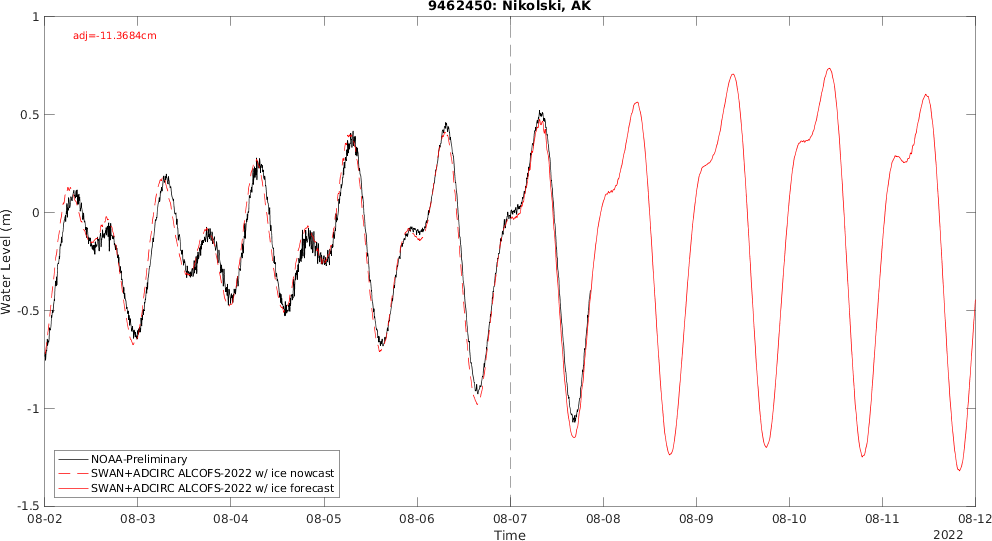 9462450: Nikolski, AK
adj=-11.3684cm
1
0.5
0
-0.5
-1
-1.5
Water Level (m)
NOAA-Preliminary
SWAN+ADCIRC ALCOFS-2022 w/ ice nowcast
SWAN+ADCIRC ALCOFS-2022 w/ ice forecast
08-02 08-03 08-04 08-05 08-06 08-07 08-08 08-09 08-10 08-11 08-12
Time
2022